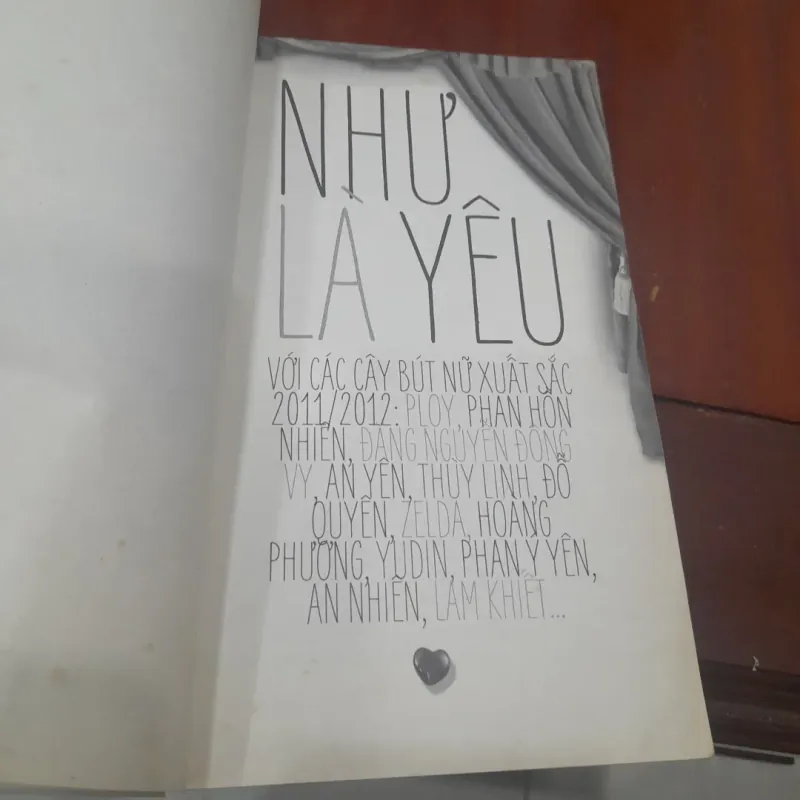 NHƯ
LÀ YÊU
VỚI CÁC CÂY BÚT NỮ XUẤT SẮC
2011/2012: PLOY, PHAN HỒN
NHIÊN, ĐẶNG NGUYỄN ĐÔNG
VY, AN YÊN, THÙY LINH, ĐỖ
QUYÊN, ZELDA, HOÀNG
PHƯƠNG, YUDIN, PHAN Ý YÊN,
AN NHIÊN, LAM KHIẾT...